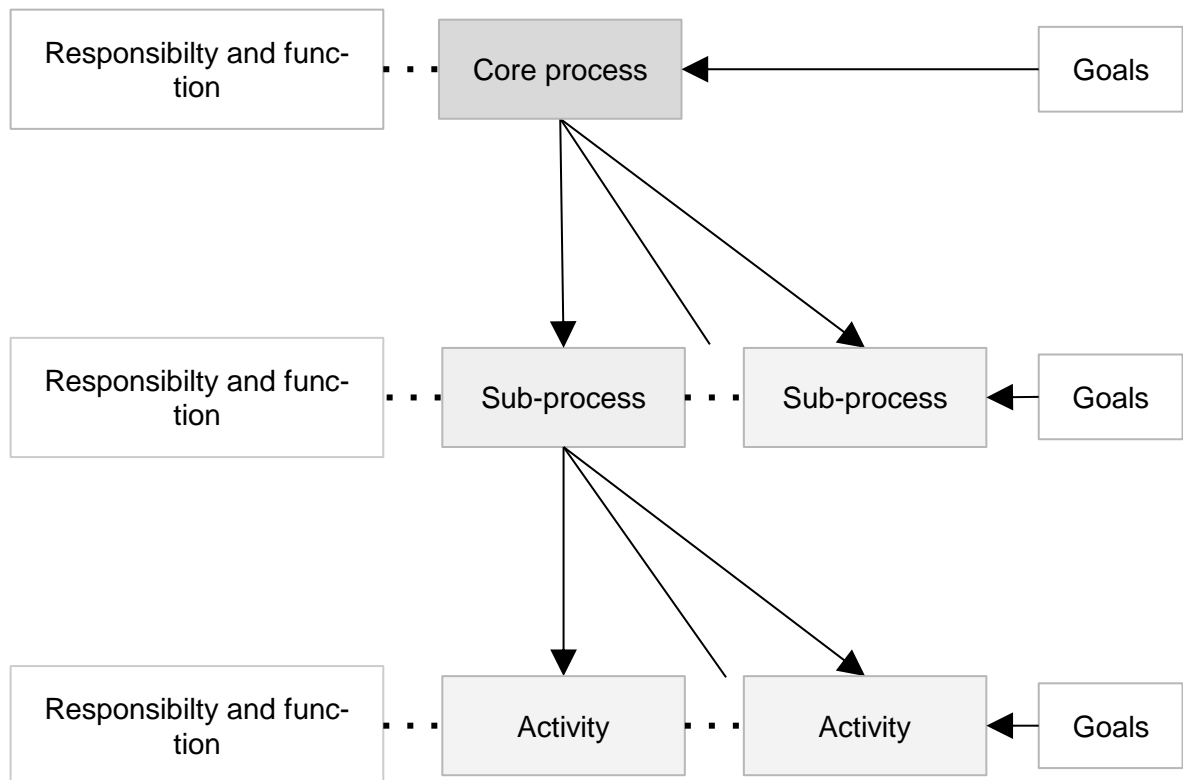 Responsibilty and func-
tion
Core process
Goals
Responsibilty and func-
tion
Sub-process
Sub-process
Goals
Responsibilty and func-
tion
Activity
Activity
Goals